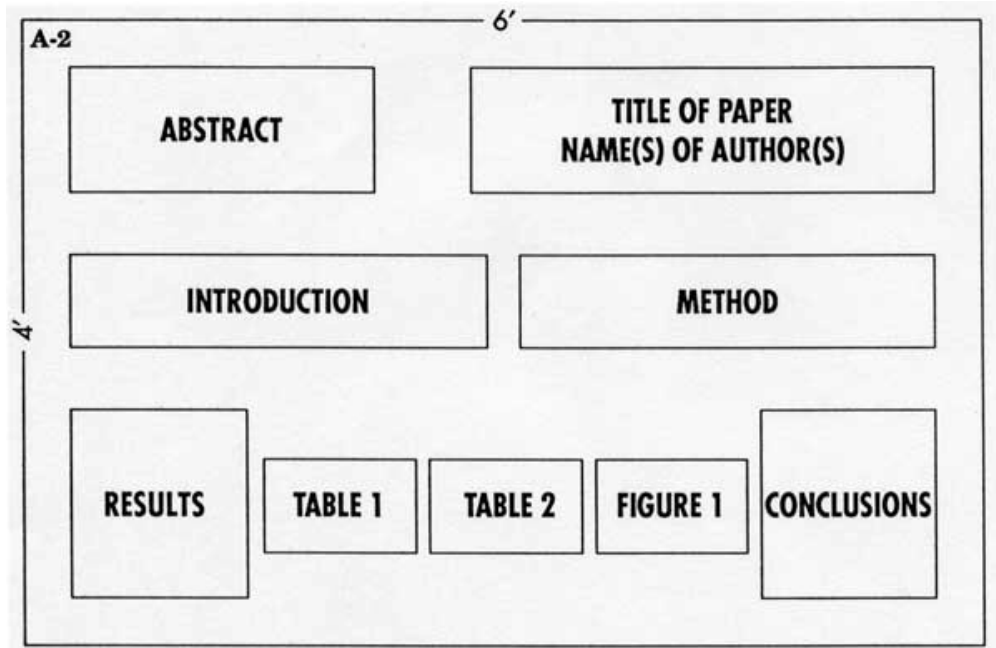 6'
A-2
ABSTRACT
TITLE OF PAPER
NAME(S) OF AUTHOR(S)
INTRODUCTION
METHOD
4'
RESULTS
TABLE 1
TABLE 2
FIGURE 1
CONCLUSIONS